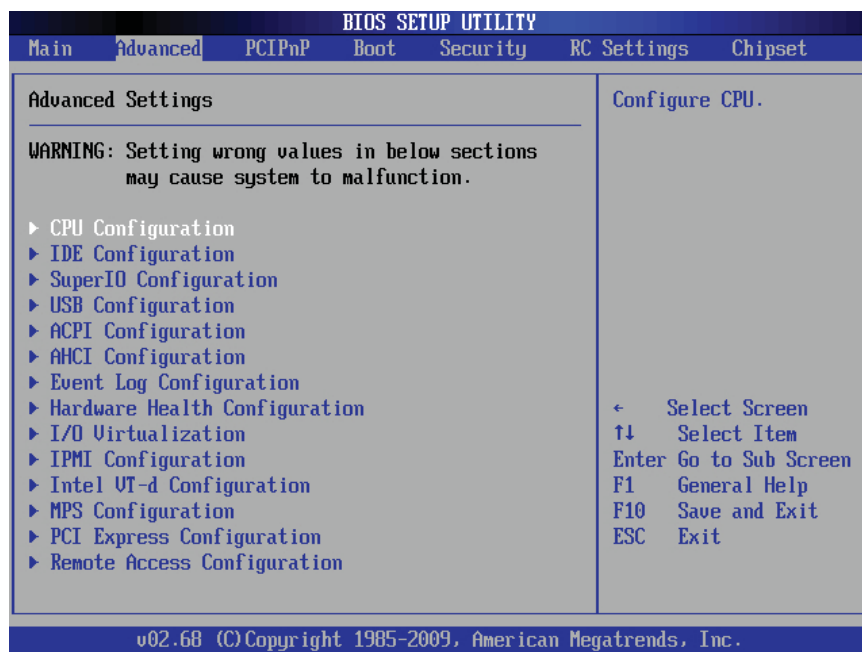 BIOS SETUP UTILITY
Main Advanced PCIPnP Boot Security RC Settings Chipset
Advanced Settings
WARNING: Setting wrong values in below sections
may cause system to malfunction.
▶ CPU Configuration
▶ IDE Configuration
▶ SuperIO Configuration
▶ USB Configuration
▶ ACPI Configuration
▶ AHCI Configuration
▶ Event Log Configuration
▶ Hardware Health Configuration
▶ I/O Virtualization
▶ IPMI Configuration
▶ Intel VT-d Configuration
▶ MPS Configuration
▶ PCI Express Configuration
▶ Remote Access Configuration
Configure CPU.
← Select Screen
↑↓ Select Item
Enter Go to Sub Screen
F1 General Help
F10 Save and Exit
ESC Exit
v02.68 (C)Copyright 1985-2009, American Megatrends, Inc.